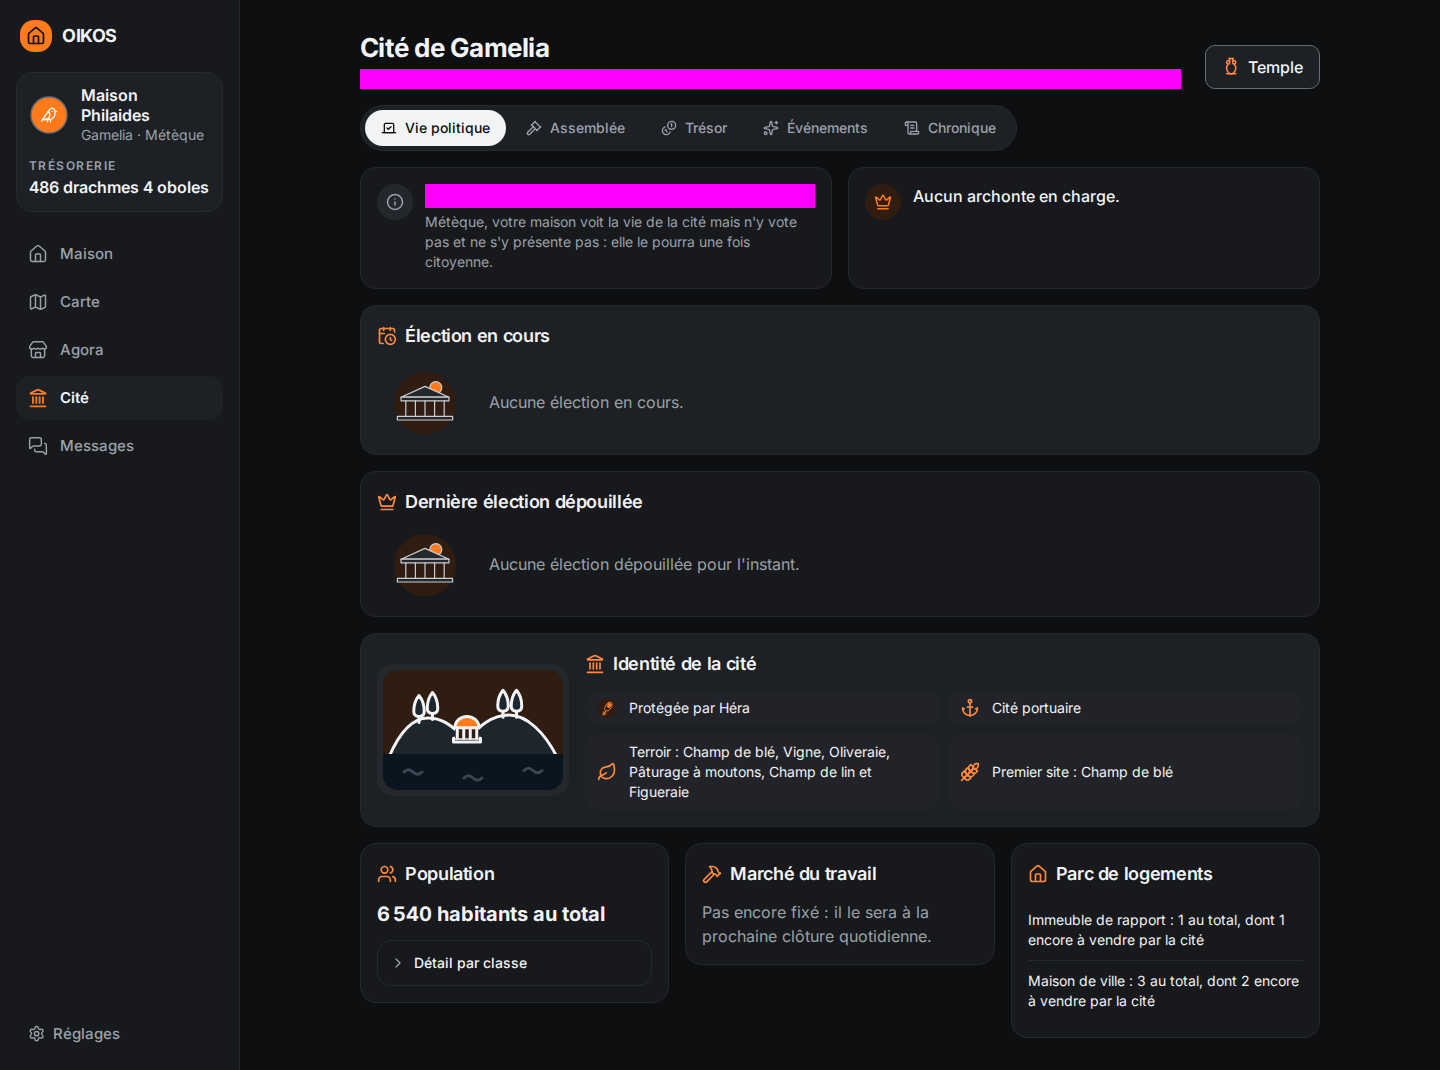 OIKOS
Maison
Philaides
Gamelia · Métèque
TRÉSORERIE
486 drachmes 4 oboles
Maison
Carte
Agora
Cité
Messages
Réglages
Cité de Gamelia
Temple
Vie politique
Assemblée
Trésor
Événements
Chronique
Métèque, votre maison voit la vie de la cité mais n'y vote
pas et ne s'y présente pas : elle le pourra une fois
citoyenne.
Aucun archonte en charge.
Élection en cours
Aucune élection en cours.
Dernière élection dépouillée
Aucune élection dépouillée pour l'instant.
Identité de la cité
Protégée par Héra
Cité portuaire
Terroir : Champ de blé, Vigne, Oliveraie,
Pâturage à moutons, Champ de lin et
Figueraie
Premier site : Champ de blé
Population
6 540 habitants au total
Détail par classe
Marché du travail
Pas encore fixé : il le sera à la
prochaine clôture quotidienne.
Parc de logements
Immeuble de rapport : 1 au total, dont 1
encore à vendre par la cité
Maison de ville : 3 au total, dont 2 encore
à vendre par la cité